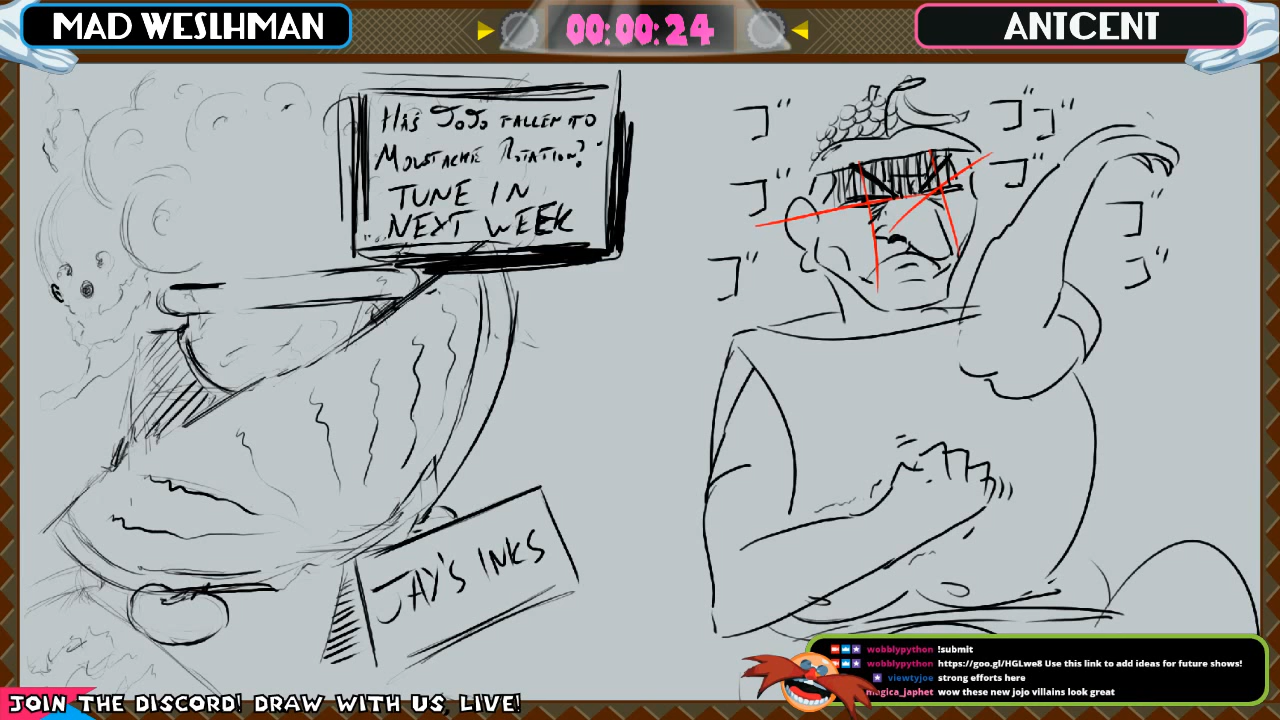 MAD WESLHMAN
00:00:24
ANTCENT
HAS JOJO FALLEN TO
MOUSTACHE ROTATION?
TUNE IN
NEXT WEEK
JAY'S INKS
ゴ
ゴ
ゴ
ゴ
ゴ
ゴ
ゴ
ゴ
wobblypython !submit
wobblypython https://goo.gl/HGLwe8 Use this link to add ideas for future shows!
viewtyjoe strong efforts here
magica_japhet wow these new jojo villains look great
JOIN THE DISCORD! DRAW WITH US, LIVE!